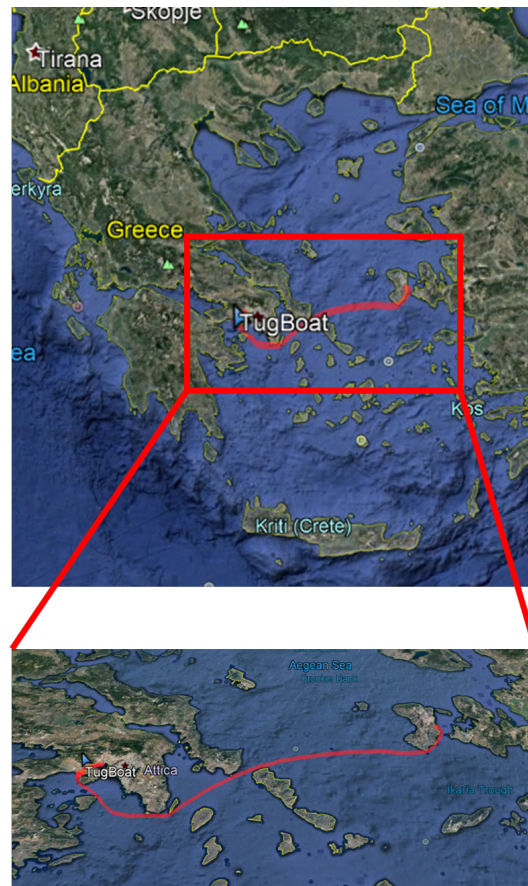 Skopje
Tirana
Albania
Sea of M
erkyra
Greece
TugBoat
ea
Kos
Kriti (Crete)
Aegean Sea
TugBoat Attica
Ikaria Trough